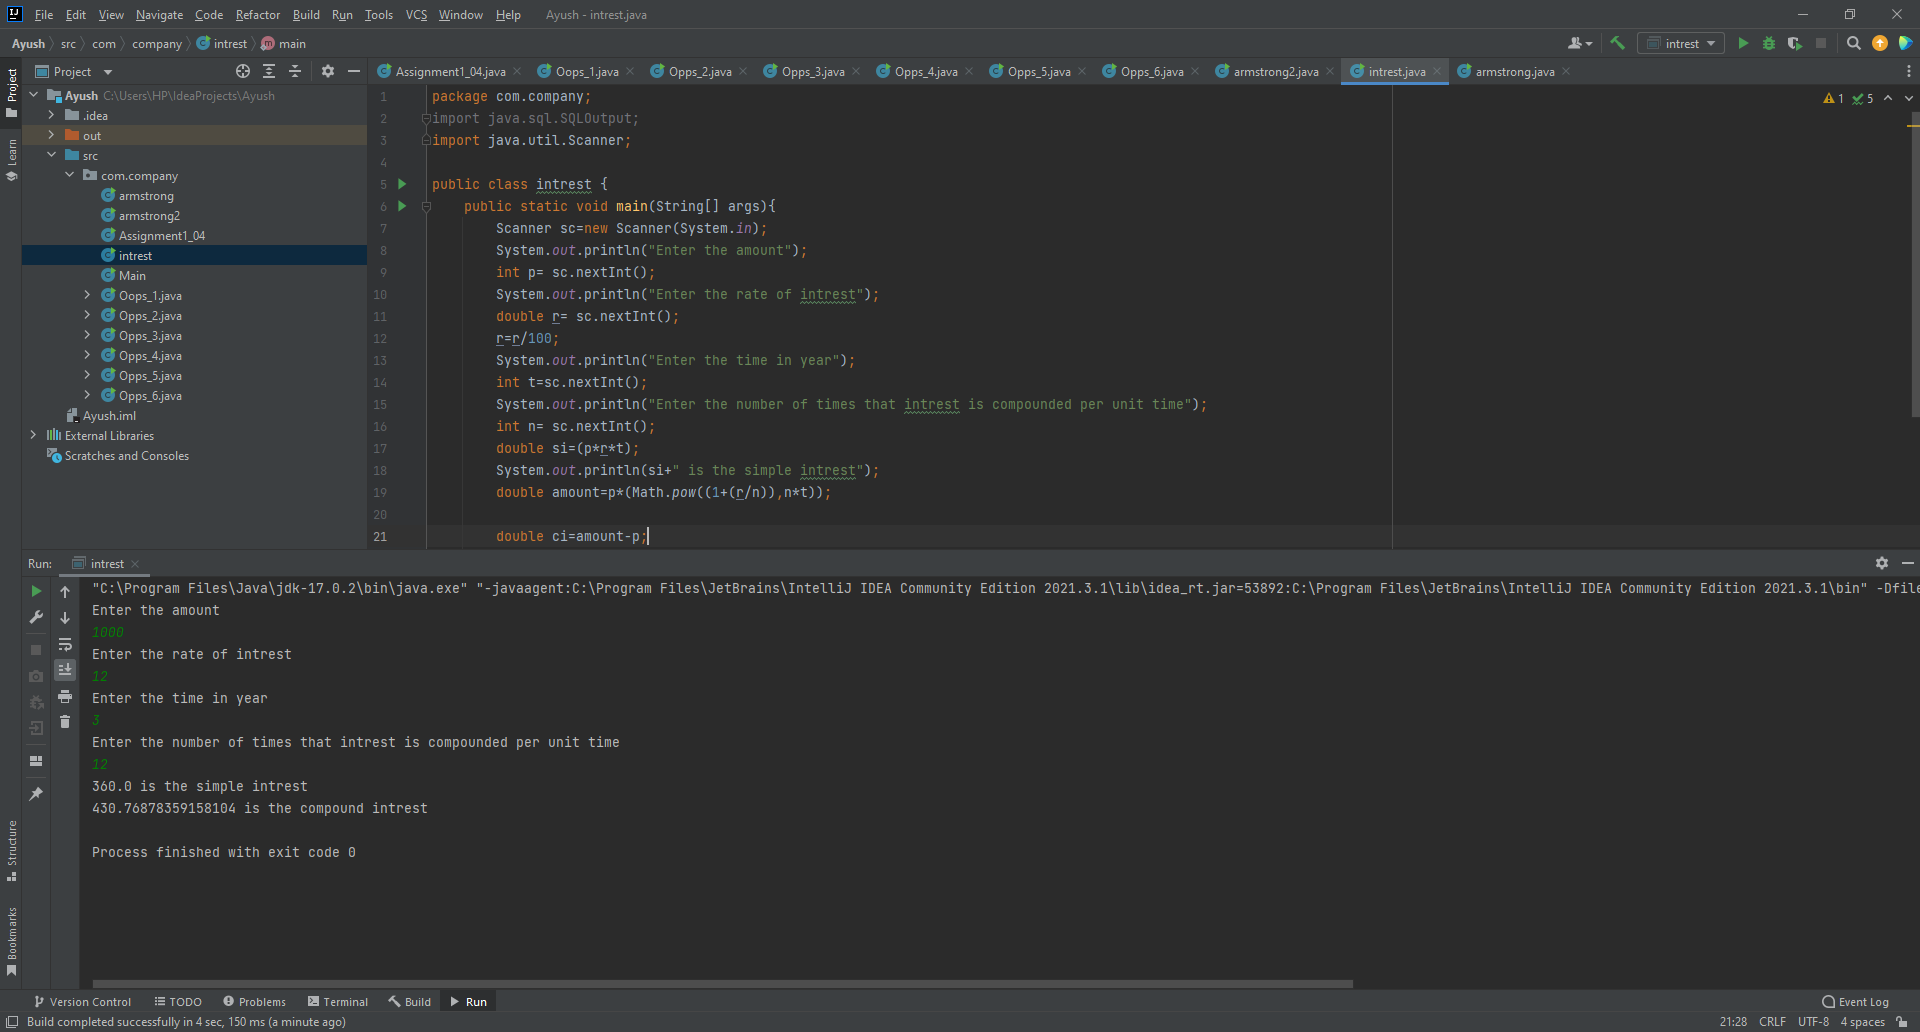 File Edit View Navigate Code Refactor Build Run Tools VCS Window Help Ayush - intrest.java
Ayush src com company intrest main intrest
Project Assignment1_04.java Oops_1.java Opps_2.java Opps_3.java Opps_4.java Opps_5.java Opps_6.java armstrong2.java intrest.java armstrong.java
Project
Learn
Structure
Bookmarks
Ayush C:\Users\HP\IdeaProjects\Ayush
.idea
out
src
com.company
armstrong
armstrong2
Assignment1_04
intrest
Main
Oops_1.java
Opps_2.java
Opps_3.java
Opps_4.java
Opps_5.java
Opps_6.java
Ayush.iml
External Libraries
Scratches and Consoles
1 5
1 package com.company;
2 import java.sql.SQLOutput;
3 import java.util.Scanner;
4
5 public class intrest {
6 public static void main(String[] args){
7 Scanner sc=new Scanner(System.in);
8 System.out.println("Enter the amount");
9 int p= sc.nextInt();
10 System.out.println("Enter the rate of intrest");
11 double r= sc.nextInt();
12 r=r/100;
13 System.out.println("Enter the time in year");
14 int t=sc.nextInt();
15 System.out.println("Enter the number of times that intrest is compounded per unit time");
16 int n= sc.nextInt();
17 double si=(p*r*t);
18 System.out.println(si+" is the simple intrest");
19 double amount=p*(Math.pow((1+(r/n)),n*t));
20
21 double ci=amount-p;
Run: intrest
"C:\Program Files\Java\jdk-17.0.2\bin\java.exe" "-javaagent:C:\Program Files\JetBrains\IntelliJ IDEA Community Edition 2021.3.1\lib\idea_rt.jar=53892:C:\Program Files\JetBrains\IntelliJ IDEA Community Edition 2021.3.1\bin" -Dfile
Enter the amount
1000
Enter the rate of intrest
12
Enter the time in year
3
Enter the number of times that intrest is compounded per unit time
12
360.0 is the simple intrest
430.76878359158104 is the compound intrest
Process finished with exit code 0
Version Control TODO Problems Terminal Build Run Event Log
Build completed successfully in 4 sec, 150 ms (a minute ago) 21:28 CRLF UTF-8 4 spaces